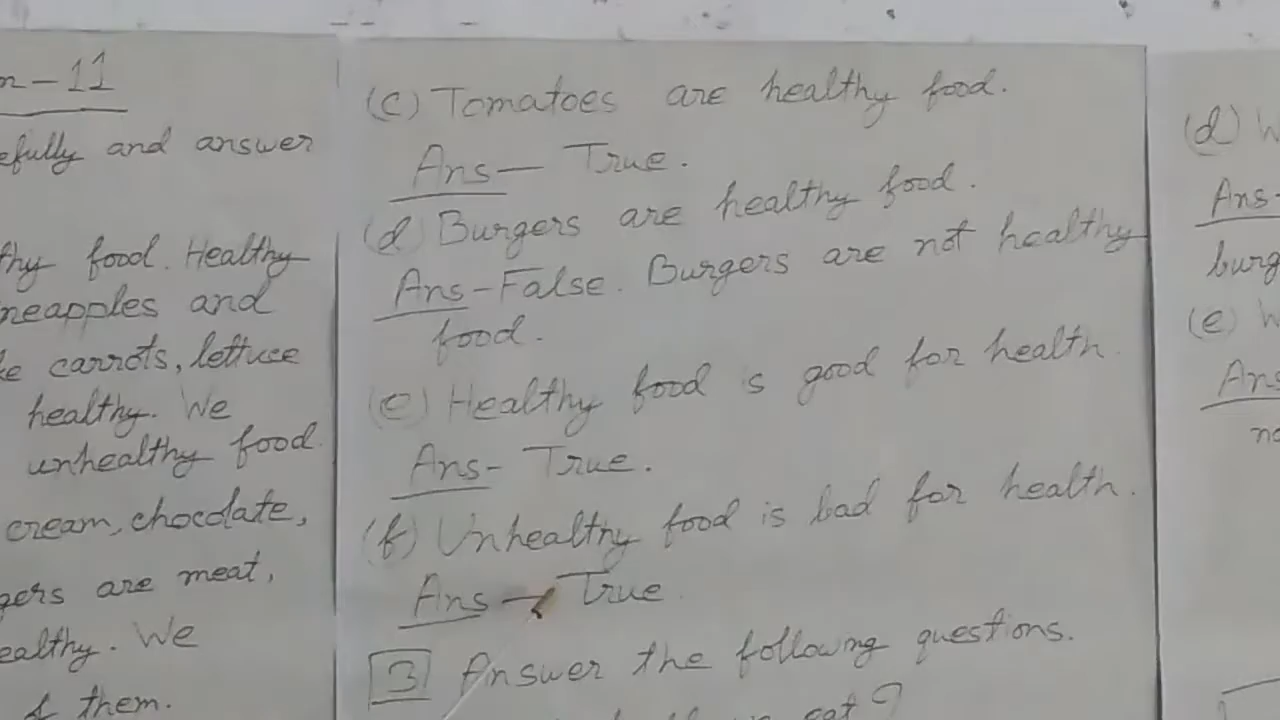 n-11
efully and answer
thy food. Healthy
neapples and
ke carrots, lettuce
healthy. We
unhealthy food.
cream, chocolate,
gers are meat,
ealthy. We
them.
(c) Tomatoes are healthy food.
Ans- True.
(d) Burgers are healthy food.
Ans-False. Burgers are not healthy
food.
(e) Healthy food is good for health.
Ans- True.
(f) Unhealthy food is bad for health.
Ans- True.
3 Answer the following questions.
eat?
(d) W
Ans-
burg
(e) W
Ans
no